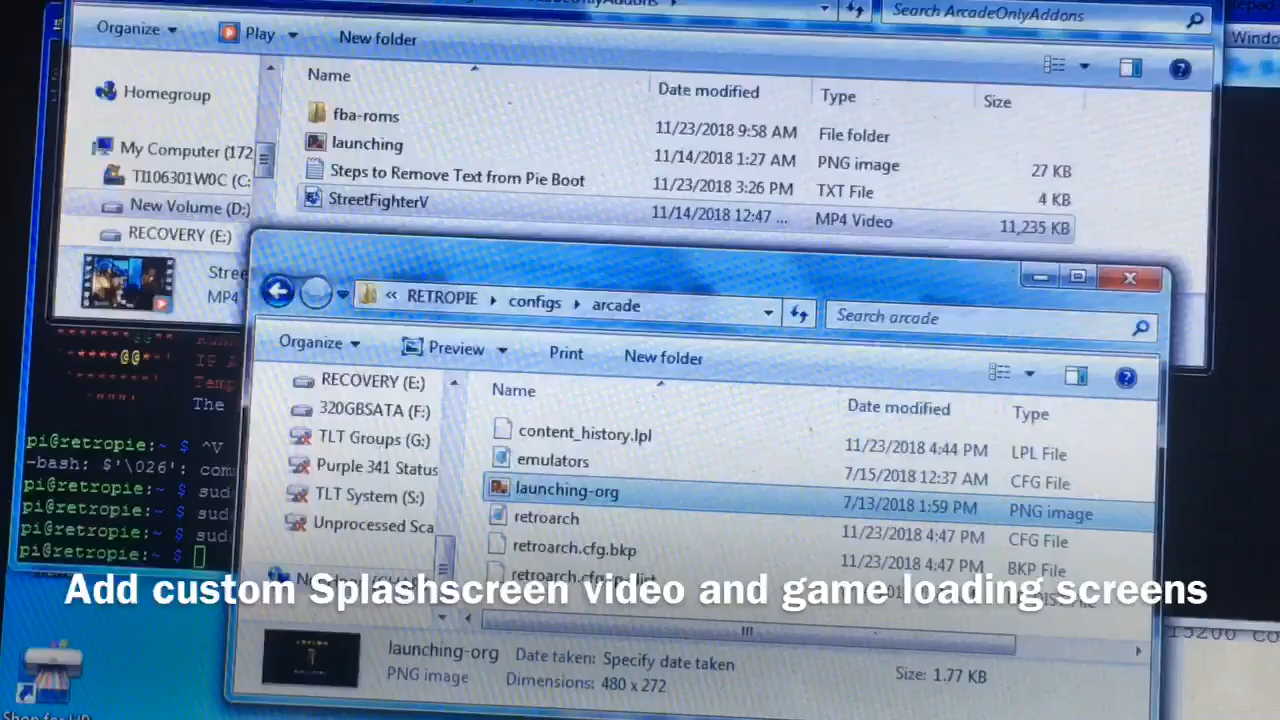 Search ArcadeOnlyAddons
Organize Play New folder
Windo
Name Date modified Type Size
Homegroup
fba-roms 11/23/2018 9:58 AM File folder
launching 11/14/2018 1:27 AM PNG image 27 KB
My Computer (172
Steps to Remove Text from Pie Boot 11/23/2018 3:26 PM TXT File 4 KB
TI106301W0C (C:
StreetFighterV 11/14/2018 12:47 ... MP4 Video 11,235 KB
New Volume (D:)
RECOVERY (E:)
Stree
MP4
« RETROPIE configs arcade
Search arcade
Organize Preview Print New folder
Name Date modified Type
RECOVERY (E:)
320GBSATA (F:)
TLT Groups (G:)
Purple 341 Status
TLT System (S:)
Unprocessed Sca
content_history.lpl 11/23/2018 4:44 PM LPL File
emulators 7/15/2018 12:37 AM CFG File
launching-org 7/13/2018 1:59 PM PNG image
retroarch 11/23/2018 4:47 PM CFG File
retroarch.cfg.bkp 11/23/2018 4:47 PM BKP File
IP
Temp
The
pi@retropie:~ $ ^V
-bash: $'\026': com
pi@retropie:~ $ sud
pi@retropie:~ $ sud
pi@retropie:~ $ sud
pi@retropie:~ $
Add custom Splashscreen video and game loading screens
launching-org Date taken: Specify date taken Size: 1.77 KB
PNG image Dimensions: 480 x 272